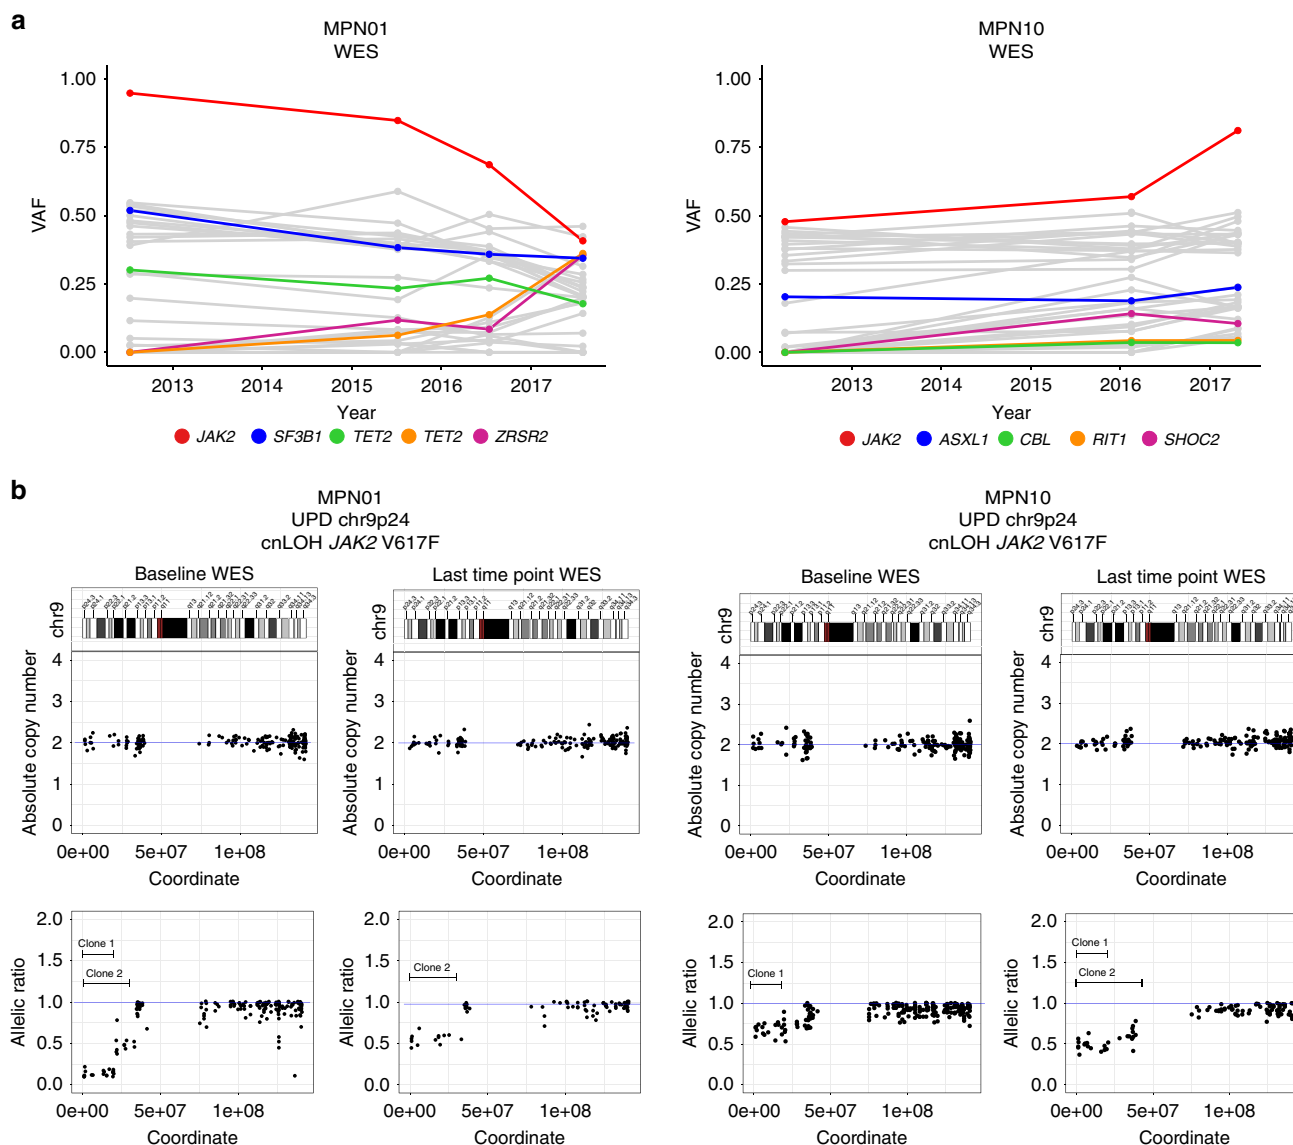 a
MPN01
WES
MPN10
WES
1.00
0.75
0.50
0.25
0.00
VAF
2013 2014 2015 2016 2017
Year
JAK2 SF3B1 TET2 TET2 ZRSR2
1.00
0.75
0.50
0.25
0.00
VAF
2013 2014 2015 2016 2017
Year
JAK2 ASXL1 CBL RIT1 SHOC2
b
MPN01
UPD chr9p24
cnLOH JAK2 V617F
MPN10
UPD chr9p24
cnLOH JAK2 V617F
Baseline WES
Last time point WES
Baseline WES
Last time point WES
chr9
chr9
chr9
chr9
Absolute copy number
4
3
2
1
0
0e+00 5e+07 1e+08
Coordinate
Absolute copy number
4
3
2
1
0
0e+00 5e+07 1e+08
Coordinate
Absolute copy number
4
3
2
1
0
0e+00 5e+07 1e+08
Coordinate
Absolute copy number
4
3
2
1
0
0e+00 5e+07 1e+08
Coordinate
Allelic ratio
2.0
1.5
1.0
0.5
0.0
Clone 1
Clone 2
0e+00 5e+07 1e+08
Coordinate
Allelic ratio
2.0
1.5
1.0
0.5
0.0
Clone 2
0e+00 5e+07 1e+08
Coordinate
Allelic ratio
2.0
1.5
1.0
0.5
0.0
Clone 1
0e+00 5e+07 1e+08
Coordinate
Allelic ratio
2.0
1.5
1.0
0.5
0.0
Clone 1
Clone 2
0e+00 5e+07 1e+08
Coordinate